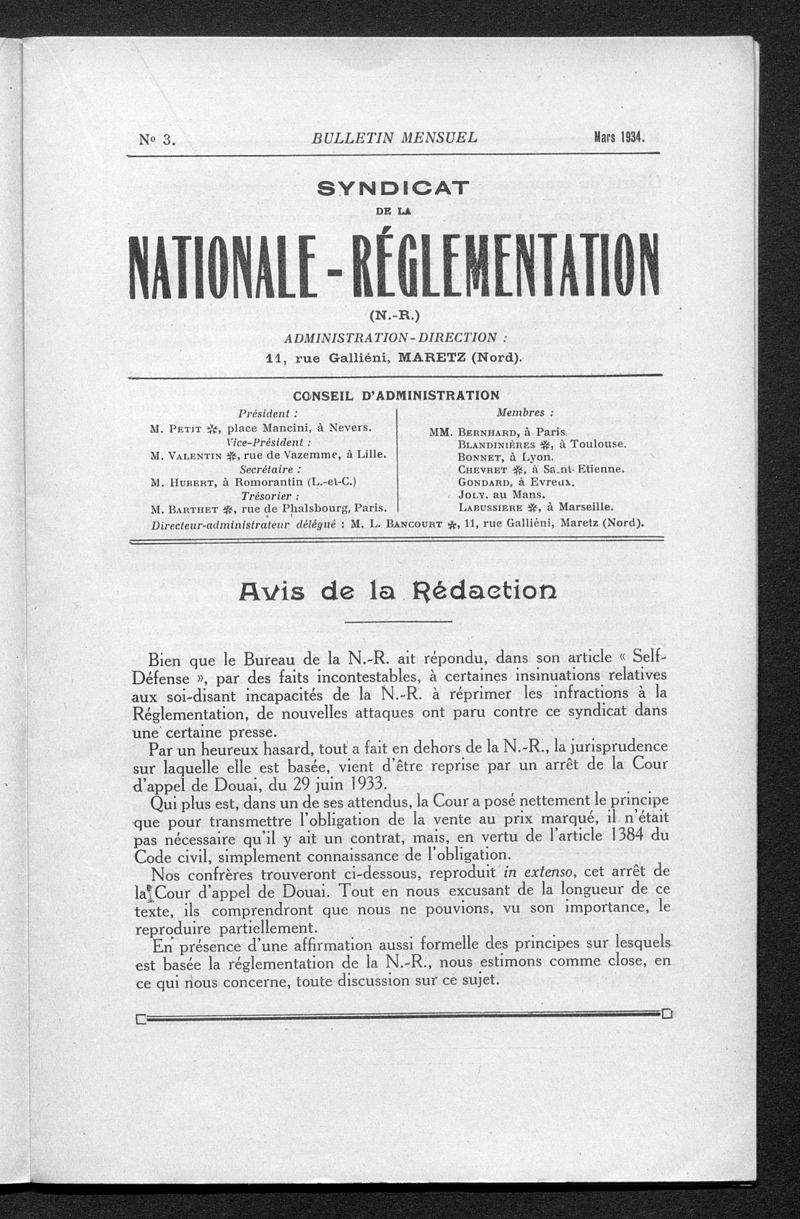 Nº 3.
BULLETIN MENSUEL
Mars 1934.
SYNDICAT
DE LA
NATIONALE - RÉGLEMENTATION
(N.-R.)
ADMINISTRATION - DIRECTION :
11, rue Galliéni, MARETZ (Nord).
CONSEIL D'ADMINISTRATION
Président :
M. PETIT ✲, place Mancini, à Nevers.
Vice-Président :
M. VALENTIN ✲, rue de Vazemme, à Lille.
Secrétaire :
M. HUBERT, à Romorantin (L.-et-C.)
Trésorier :
M. BARTHET ✲, rue de Phalsbourg, Paris.
Membres :
MM. BERNHARD, à Paris.
BLANDINIÈRES ✲, à Toulouse.
BONNET, à Lyon.
CHEVRET ✲, à Saint-Etienne.
GONDARD, à Evreux.
JOLY, au Mans.
LABUSSIERE ✲, à Marseille.
Directeur-administrateur délégué : M. L. BANCOURT ✲, 11, rue Galliéni, Maretz (Nord).
Avis de la Rédaction
Bien que le Bureau de la N.-R. ait répondu, dans son article « Self-
Défense », par des faits incontestables, à certaines insinuations relatives
aux soi-disant incapacités de la N.-R. à réprimer les infractions à la
Réglementation, de nouvelles attaques ont paru contre ce syndicat dans
une certaine presse.
Par un heureux hasard, tout a fait en dehors de la N.-R., la jurisprudence
sur laquelle elle est basée, vient d'être reprise par un arrêt de la Cour
d'appel de Douai, du 29 juin 1933.
Qui plus est, dans un de ses attendus, la Cour a posé nettement le principe
que pour transmettre l'obligation de la vente au prix marqué, il n'était
pas nécessaire qu'il y ait un contrat, mais, en vertu de l'article 1384 du
Code civil, simplement connaissance de l'obligation.
Nos confrères trouveront ci-dessous, reproduit in extenso, cet arrêt de
la Cour d'appel de Douai. Tout en nous excusant de la longueur de ce
texte, ils comprendront que nous ne pouvions, vu son importance, le
reproduire partiellement.
En présence d'une affirmation aussi formelle des principes sur lesquels
est basée la réglementation de la N.-R., nous estimons comme close, en
ce qui nous concerne, toute discussion sur ce sujet.